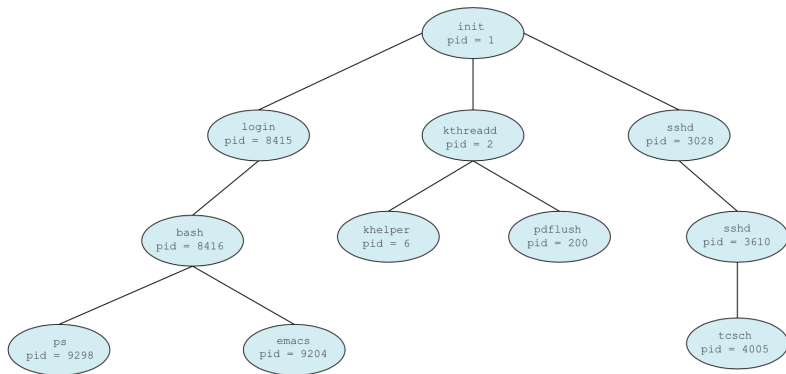 init
pid = 1
login
pid = 8415
kthreadd
pid = 2
sshd
pid = 3028
bash
pid = 8416
khelper
pid = 6
pdflush
pid = 200
sshd
pid = 3610
ps
pid = 9298
emacs
pid = 9204
tcsch
pid = 4005